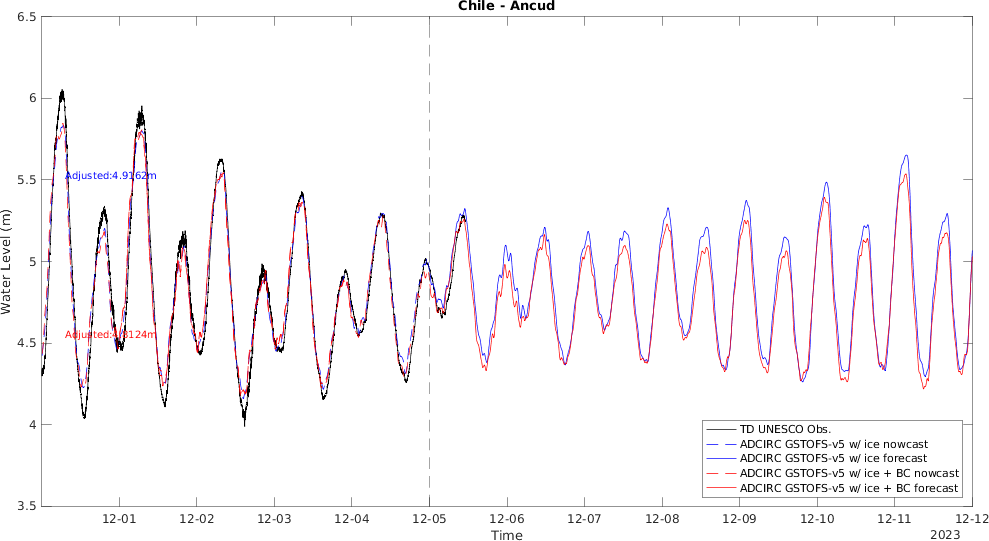 Chile - Ancud
6.5
6
5.5
5
4.5
4
3.5
Water Level (m)
Adjusted:4.9162m
TD UNESCO Obs.
ADCIRC GSTOFS-v5 w/ ice nowcast
ADCIRC GSTOFS-v5 w/ ice forecast
ADCIRC GSTOFS-v5 w/ ice + BC nowcast
ADCIRC GSTOFS-v5 w/ ice + BC forecast
12-01 12-02 12-03 12-04 12-05 12-06 12-07 12-08 12-09 12-10 12-11 12-12
Time
2023